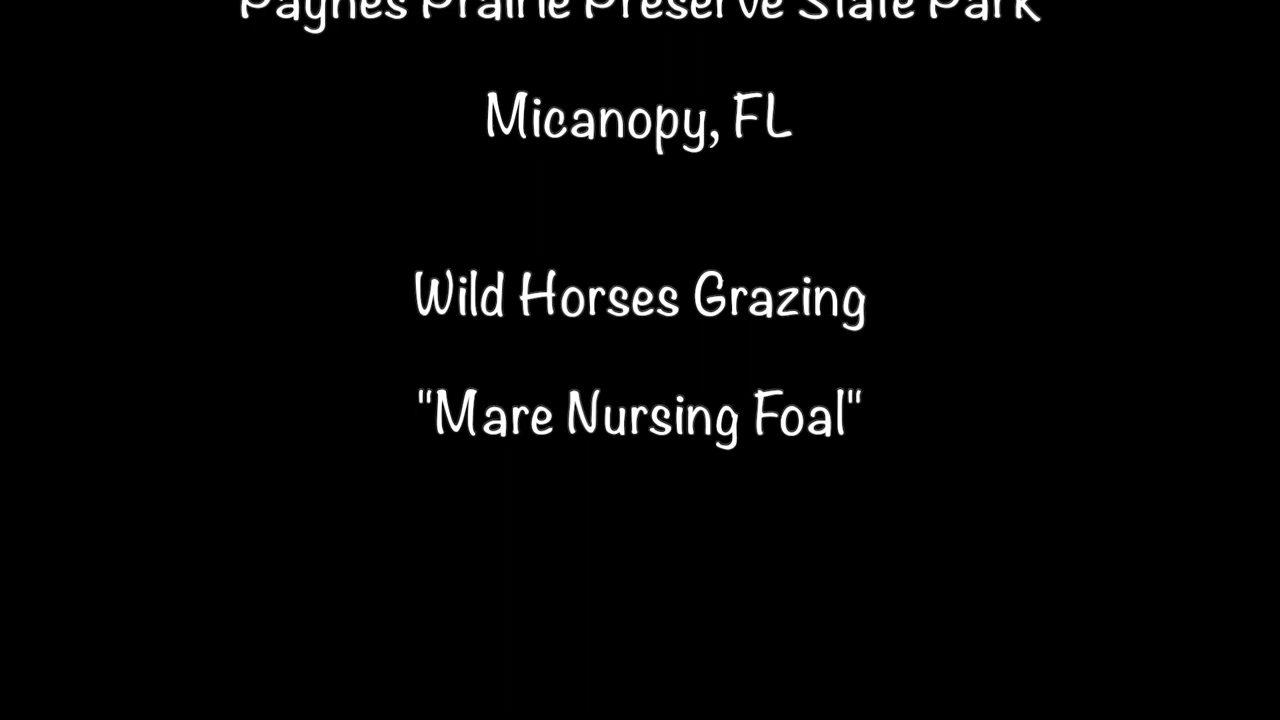 Paynes Prairie Preserve State Park
Micanopy, FL
Wild Horses Grazing
"Mare Nursing Foal"